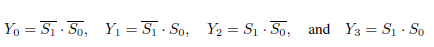 Y₀ = S̅₁ · S̅₀, Y₁ = S̅₁ · S₀, Y₂ = S₁ · S̅₀, and Y₃ = S₁ · S₀